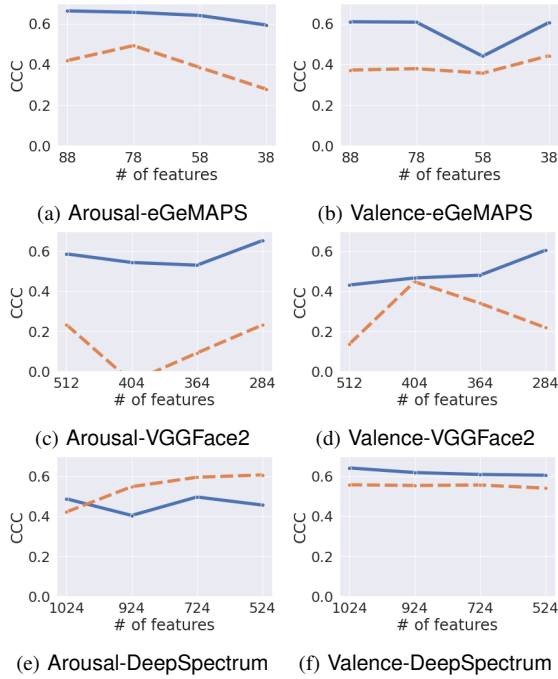 CCC
0.6
0.4
0.2
0.0
88 78 58 38
# of features
(a) Arousal-eGeMAPS
CCC
0.6
0.4
0.2
0.0
88 78 58 38
# of features
(b) Valence-eGeMAPS
CCC
0.6
0.4
0.2
0.0
512 404 364 284
# of features
(c) Arousal-VGGFace2
CCC
0.6
0.4
0.2
0.0
512 404 364 284
# of features
(d) Valence-VGGFace2
CCC
0.6
0.4
0.2
0.0
1024 924 724 524
# of features
(e) Arousal-DeepSpectrum
CCC
0.6
0.4
0.2
0.0
1024 924 724 524
# of features
(f) Valence-DeepSpectrum